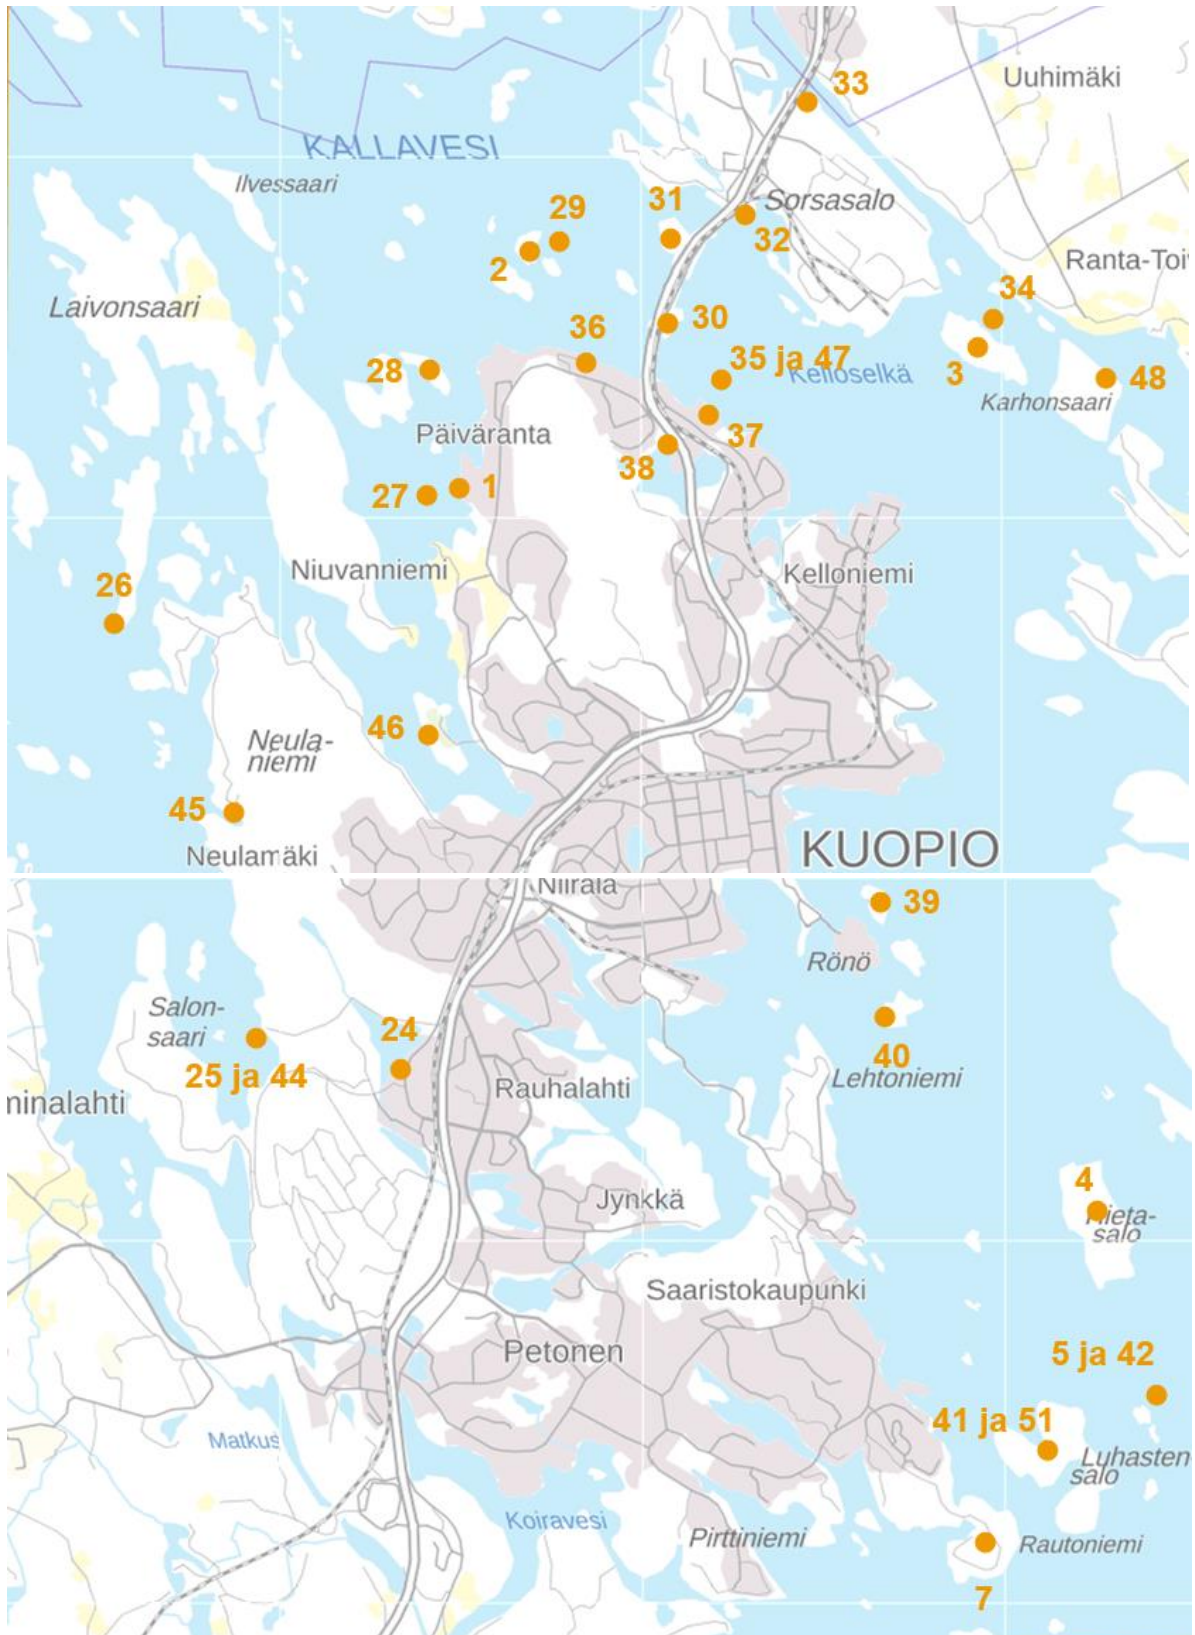 33
Uuhimäki
KALLAVESI
Ilvessaari
31
Sorsasalo
29
32
2
Ranta-Toi
Laivonsaari
34
30
36
35 ja 47
28
Kelloselkä
3
48
Karhonsaari
Päiväranta
37
38
27
1
Niuvanniemi
Kelloniemi
26
46
Neula-
niemi
45
Neulamäki
KUOPIO
Niirala
39
Rönö
Salon-
saari
24
40
25 ja 44
Lehtoniemi
Rauhalahti
minalahti
4
Jynkkä
Hieta-
salo
Saaristokaupunki
Petonen
5 ja 42
41 ja 51
Matkus
Luhasten-
salo
Koiravesi
Pirttiniemi
Rautoniemi
7